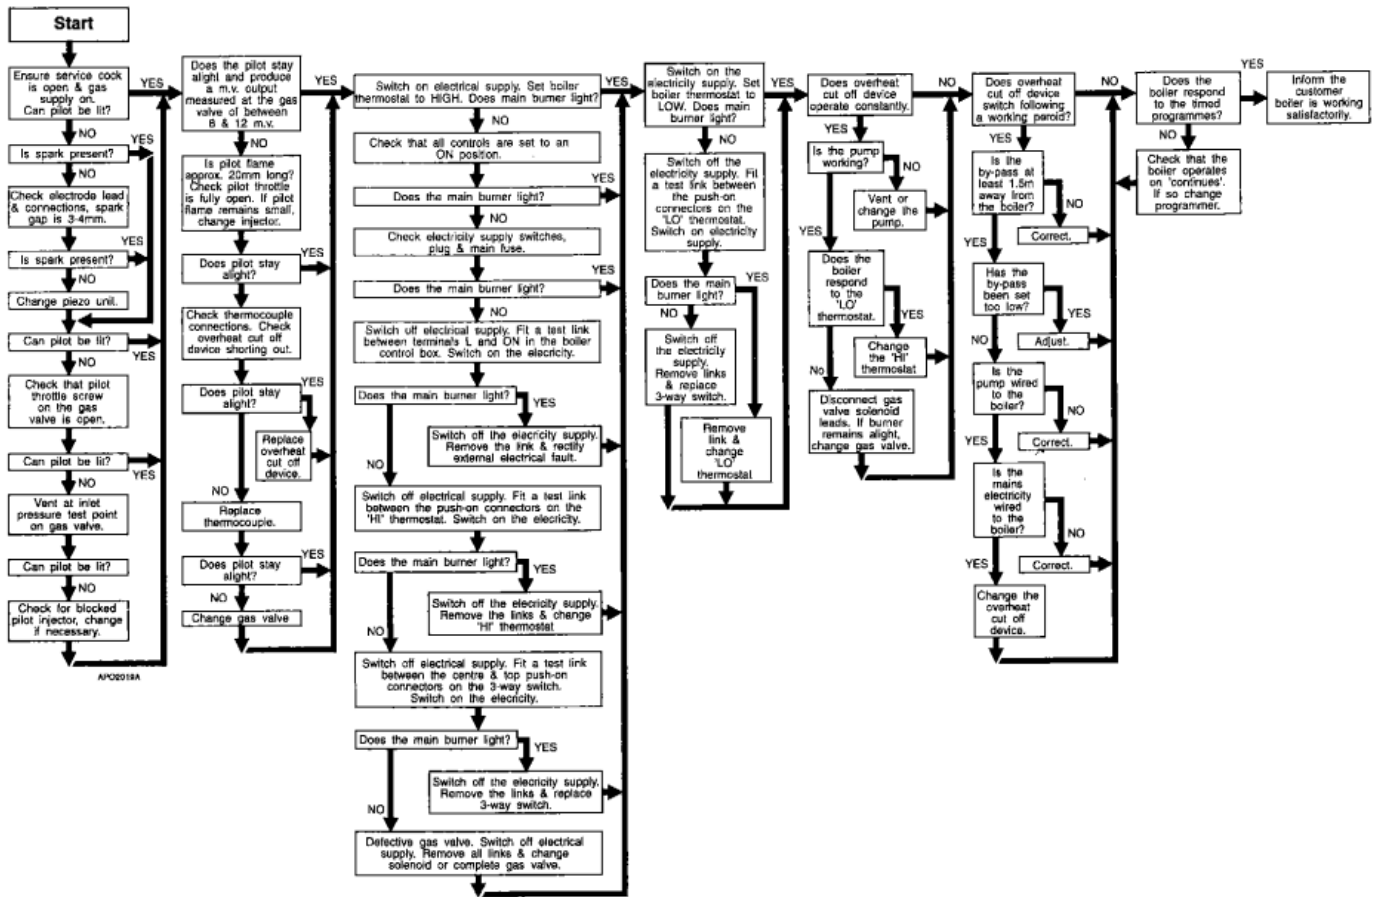 Start
Ensure service cock
is open & gas
supply on.
Can pilot be lit?
YES
NO
Is spark present?
YES
NO
Check electrode lead
& connections, spark
gap is 3-4mm.
YES
Is spark present?
NO
Change piezo unit.
Can pilot be lit?
YES
NO
Check that pilot
throttle screw
on the gas
valve is open.
Can pilot be lit?
YES
NO
Vent at inlet
pressure test point
on gas valve.
Can pilot be lit?
NO
Check for blocked
pilot injector, change
if necessary.
APO2019A
Does the pilot stay
alight and produce
a m.v. output
measured at the gas
valve of between
8 & 12 m.v.
YES
NO
Is pilot flame
approx. 20mm long?
Check pilot throttle
is fully open. If pilot
flame remains small,
change injector.
Does pilot stay
alight?
YES
NO
Check thermocouple
connections. Check
overheat cut off
device shorting out.
Does pilot stay
alight?
YES
Replace
overheat
cut off
device.
NO
Replace
thermocouple.
Does pilot stay
alight?
YES
NO
Change gas valve
Switch on electrical supply. Set boiler
thermostat to HIGH. Does main burner light?
YES
NO
Check that all controls are set to an
ON position.
Does the main burner light?
YES
NO
Check electricity supply switches,
plug & main fuse.
Does the main burner light?
YES
NO
Switch off electrical supply. Fit a test link
between terminals L and ON in the boiler
control box. Switch on the elecricity.
Does the main burner light?
YES
Switch off the elecricity supply.
Remove the link & rectify
external electrical fault.
NO
Switch off electrical supply. Fit a test link
between the push-on connectors on the
'HI' thermostat. Switch on the elecricity.
Does the main burner light?
YES
Switch off the elecricity supply.
Remove the links & change
'HI' thermostat
NO
Switch off electrical supply. Fit a test link
between the centre & top push-on
connectors on the 3-way switch.
Switch on the elecricity.
Does the main burner light?
YES
Switch off the elecricity supply.
Remove the links & replace
3-way switch.
NO
Defective gas valve. Switch off electrical
supply. Remove all links & change
solenoid or complete gas valve.
Switch on the
electricity supply. Set
boiler thermostat to
LOW. Does main
burner light?
YES
NO
Switch off the
electricity supply. Fit
a test link between
the push-on
connectors on the
'LO' thermostat.
Switch on electricity
supply.
Does the main
burner light?
YES
NO
Switch off
the electricity
supply.
Remove links
& replace
3-way switch.
Remove
link &
change
'LO'
thermostat
Does overheat
cut off device
operate constantly.
NO
YES
Is the pump
working?
NO
Vent or
change the
pump.
YES
Does the
boiler
respond
to the
'LO'
thermostat.
YES
Change
the 'HI'
thermostat
No
Disconnect gas
valve solenoid
leads. If burner
remains alight,
change gas valve.
Does overheat
cut off device
switch following
a working peroid?
NO
YES
Is the
by-pass at
least 1.5m
away from
the boiler?
NO
Correct.
YES
Has the
by-pass
been set
too low?
YES
Adjust.
NO
Is the
pump wired
to the
boiler?
NO
Correct.
YES
Is the
mains
electricity
wired
to the
boiler?
NO
Correct.
YES
Change the
overheat
cut off
device.
Does the
boiler respond
to the timed
programmes?
YES
NO
Check that the
boiler operates
on 'continues'.
If so change
programmer.
Inform the
customer
boiler is working
satisfactorily.